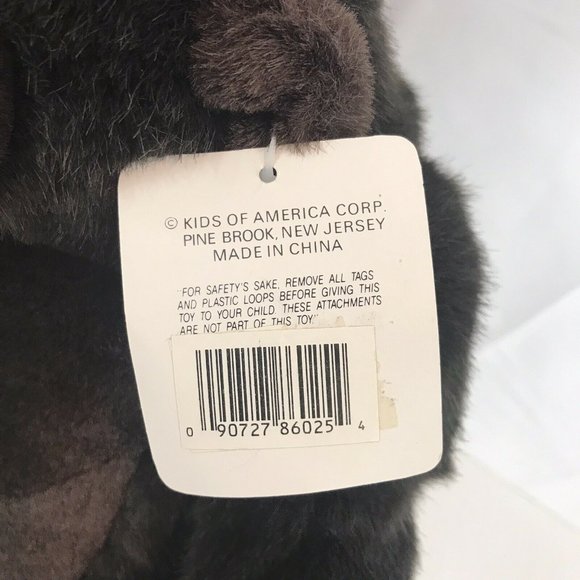 © KIDS OF AMERICA CORP.
PINE BROOK, NEW JERSEY
MADE IN CHINA
"FOR SAFETY'S SAKE, REMOVE ALL TAGS
AND PLASTIC LOOPS BEFORE GIVING THIS
TOY TO YOUR CHILD. THESE ATTACHMENTS
ARE NOT PART OF THIS TOY"
0 90727 86025 4